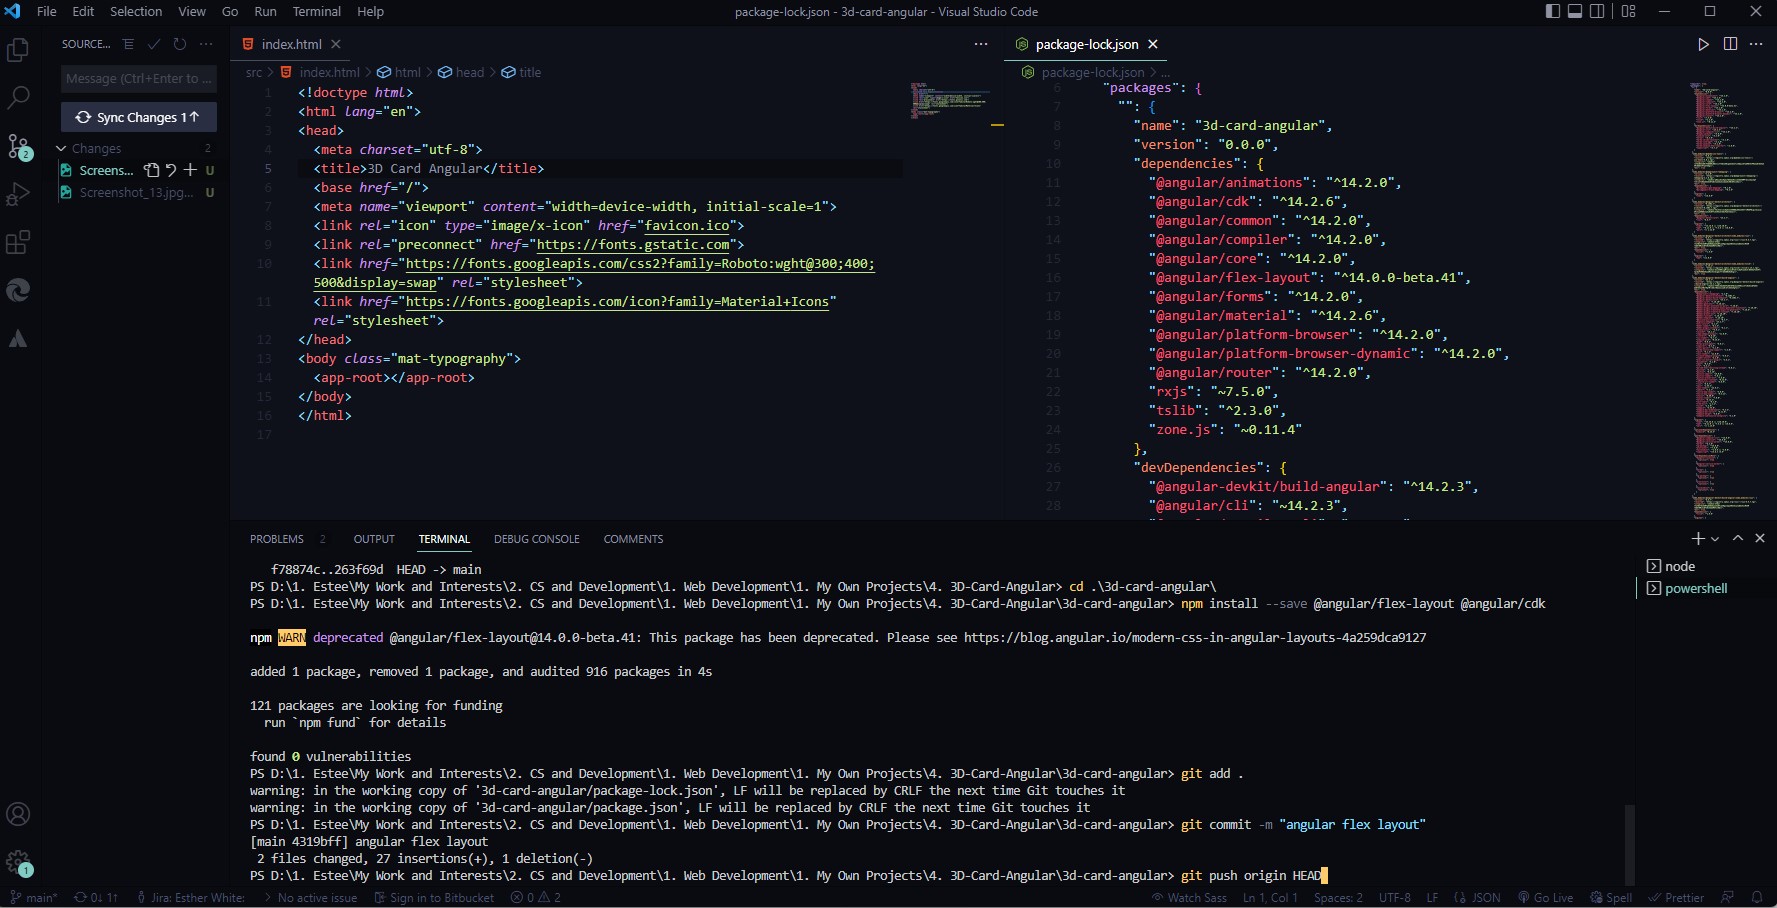 File Edit Selection View Go Run Terminal Help
package-lock.json - 3d-card-angular - Visual Studio Code
SOURCE...
Message (Ctrl+Enter to ...
Sync Changes 1↑
Changes 2
Screens... U
Screenshot_13.jpg... U
2
1
index.html
src > index.html > html > head > title
1 <!doctype html>
2 <html lang="en">
3 <head>
4 <meta charset="utf-8">
5 <title>3D Card Angular</title>
6 <base href="/">
7 <meta name="viewport" content="width=device-width, initial-scale=1">
8 <link rel="icon" type="image/x-icon" href="favicon.ico">
9 <link rel="preconnect" href="https://fonts.gstatic.com">
10 <link href="https://fonts.googleapis.com/css2?family=Roboto:wght@300;400;
500&display=swap" rel="stylesheet">
11 <link href="https://fonts.googleapis.com/icon?family=Material+Icons"
rel="stylesheet">
12 </head>
13 <body class="mat-typography">
14 <app-root></app-root>
15 </body>
16 </html>
17
package-lock.json
package-lock.json > ...
6 "packages": {
7 "": {
8 "name": "3d-card-angular",
9 "version": "0.0.0",
10 "dependencies": {
11 "@angular/animations": "^14.2.0",
12 "@angular/cdk": "^14.2.6",
13 "@angular/common": "^14.2.0",
14 "@angular/compiler": "^14.2.0",
15 "@angular/core": "^14.2.0",
16 "@angular/flex-layout": "^14.0.0-beta.41",
17 "@angular/forms": "^14.2.0",
18 "@angular/material": "^14.2.6",
19 "@angular/platform-browser": "^14.2.0",
20 "@angular/platform-browser-dynamic": "^14.2.0",
21 "@angular/router": "^14.2.0",
22 "rxjs": "~7.5.0",
23 "tslib": "^2.3.0",
24 "zone.js": "~0.11.4"
25 },
26 "devDependencies": {
27 "@angular-devkit/build-angular": "^14.2.3",
28 "@angular/cli": "~14.2.3",
PROBLEMS 2 OUTPUT TERMINAL DEBUG CONSOLE COMMENTS
node
powershell
f78874c..263f69d HEAD -> main
PS D:\1. Estee\My Work and Interests\2. CS and Development\1. Web Development\1. My Own Projects\4. 3D-Card-Angular> cd .\3d-card-angular\
PS D:\1. Estee\My Work and Interests\2. CS and Development\1. Web Development\1. My Own Projects\4. 3D-Card-Angular\3d-card-angular> npm install --save @angular/flex-layout @angular/cdk
npm WARN deprecated @angular/flex-layout@14.0.0-beta.41: This package has been deprecated. Please see https://blog.angular.io/modern-css-in-angular-layouts-4a259dca9127
added 1 package, removed 1 package, and audited 916 packages in 4s
121 packages are looking for funding
run `npm fund` for details
found 0 vulnerabilities
PS D:\1. Estee\My Work and Interests\2. CS and Development\1. Web Development\1. My Own Projects\4. 3D-Card-Angular\3d-card-angular> git add .
warning: in the working copy of '3d-card-angular/package-lock.json', LF will be replaced by CRLF the next time Git touches it
warning: in the working copy of '3d-card-angular/package.json', LF will be replaced by CRLF the next time Git touches it
PS D:\1. Estee\My Work and Interests\2. CS and Development\1. Web Development\1. My Own Projects\4. 3D-Card-Angular\3d-card-angular> git commit -m "angular flex layout"
[main 4319bff] angular flex layout
2 files changed, 27 insertions(+), 1 deletion(-)
PS D:\1. Estee\My Work and Interests\2. CS and Development\1. Web Development\1. My Own Projects\4. 3D-Card-Angular\3d-card-angular> git push origin HEAD
main* 0↓ 1↑ Jira: Esther White: No active issue Sign in to Bitbucket 0 2 Watch Sass Ln 1, Col 1 Spaces: 2 UTF-8 LF JSON Go Live Spell Prettier